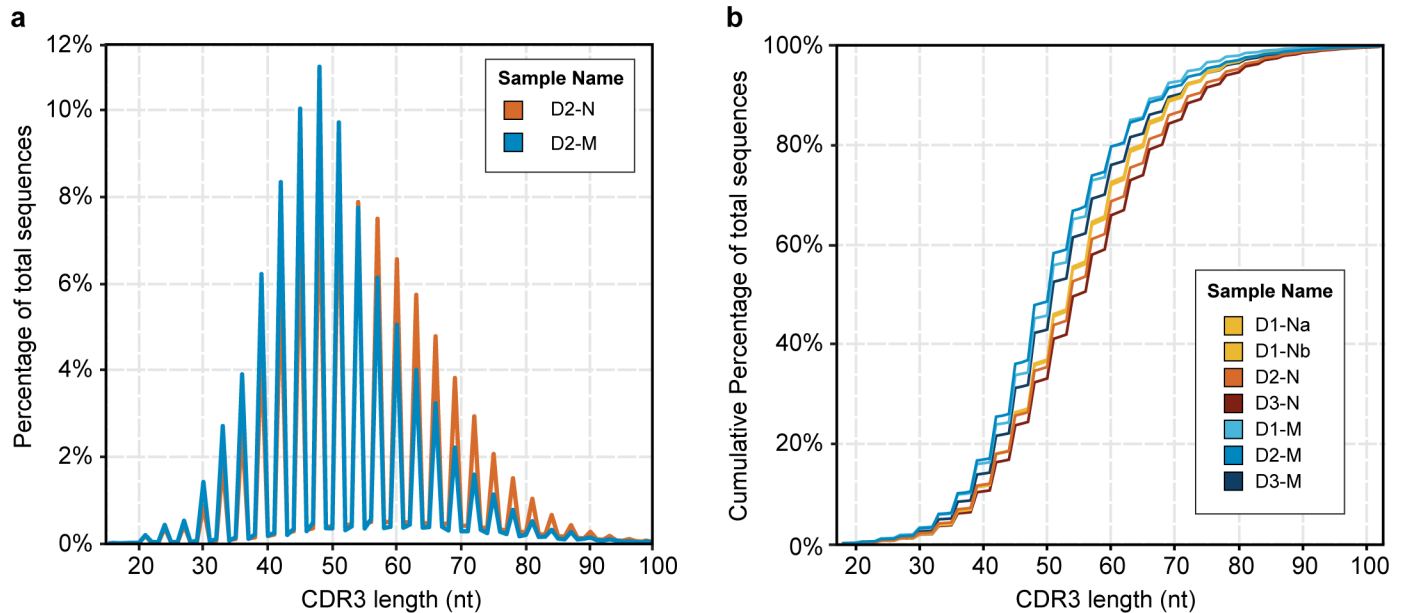 a
12%
10%
8%
6%
4%
2%
0%
Percentage of total sequences
20 30 40 50 60 70 80 90 100
CDR3 length (nt)
Sample Name
D2-N
D2-M
b
100%
80%
60%
40%
20%
0%
Cumulative Percentage of total sequences
20 30 40 50 60 70 80 90 100
CDR3 length (nt)
Sample Name
D1-Na
D1-Nb
D2-N
D3-N
D1-M
D2-M
D3-M